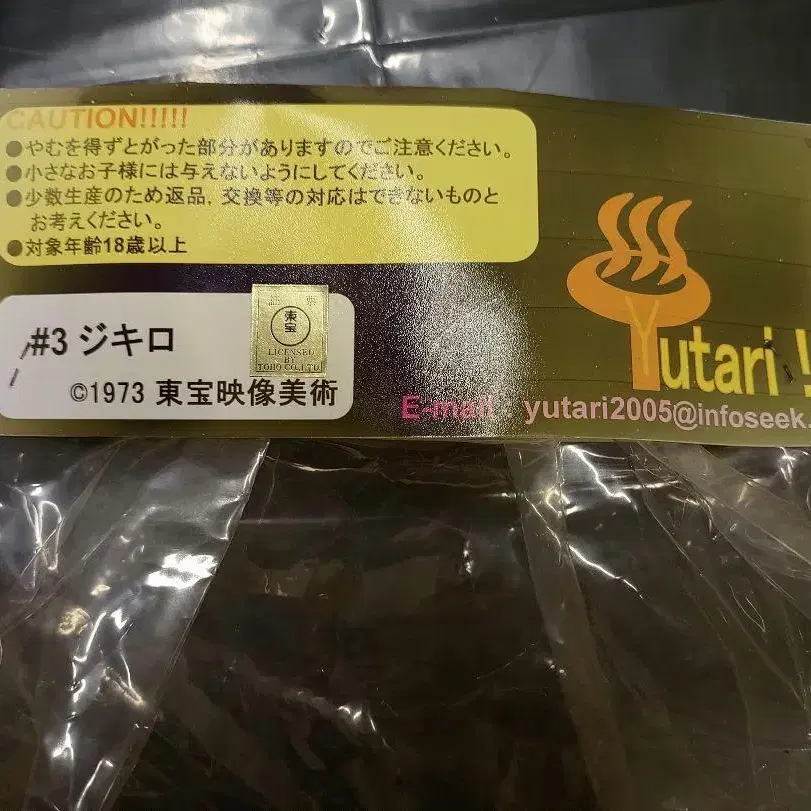 CAUTION!!!!!
●やむを得ずとがった部分がありますのでご注意ください。
●小さなお子様には与えないようにしてください。
●少数生産のため返品, 交換等の対応はできないものと
お考えください。
●対象年齢18歳以上
#3 ジキロ
©1973 東宝映像美術
証票
東宝
LICENSED
BY
TOHO CO.,LTD.
Yutari !
E-mail yutari2005@infoseek.